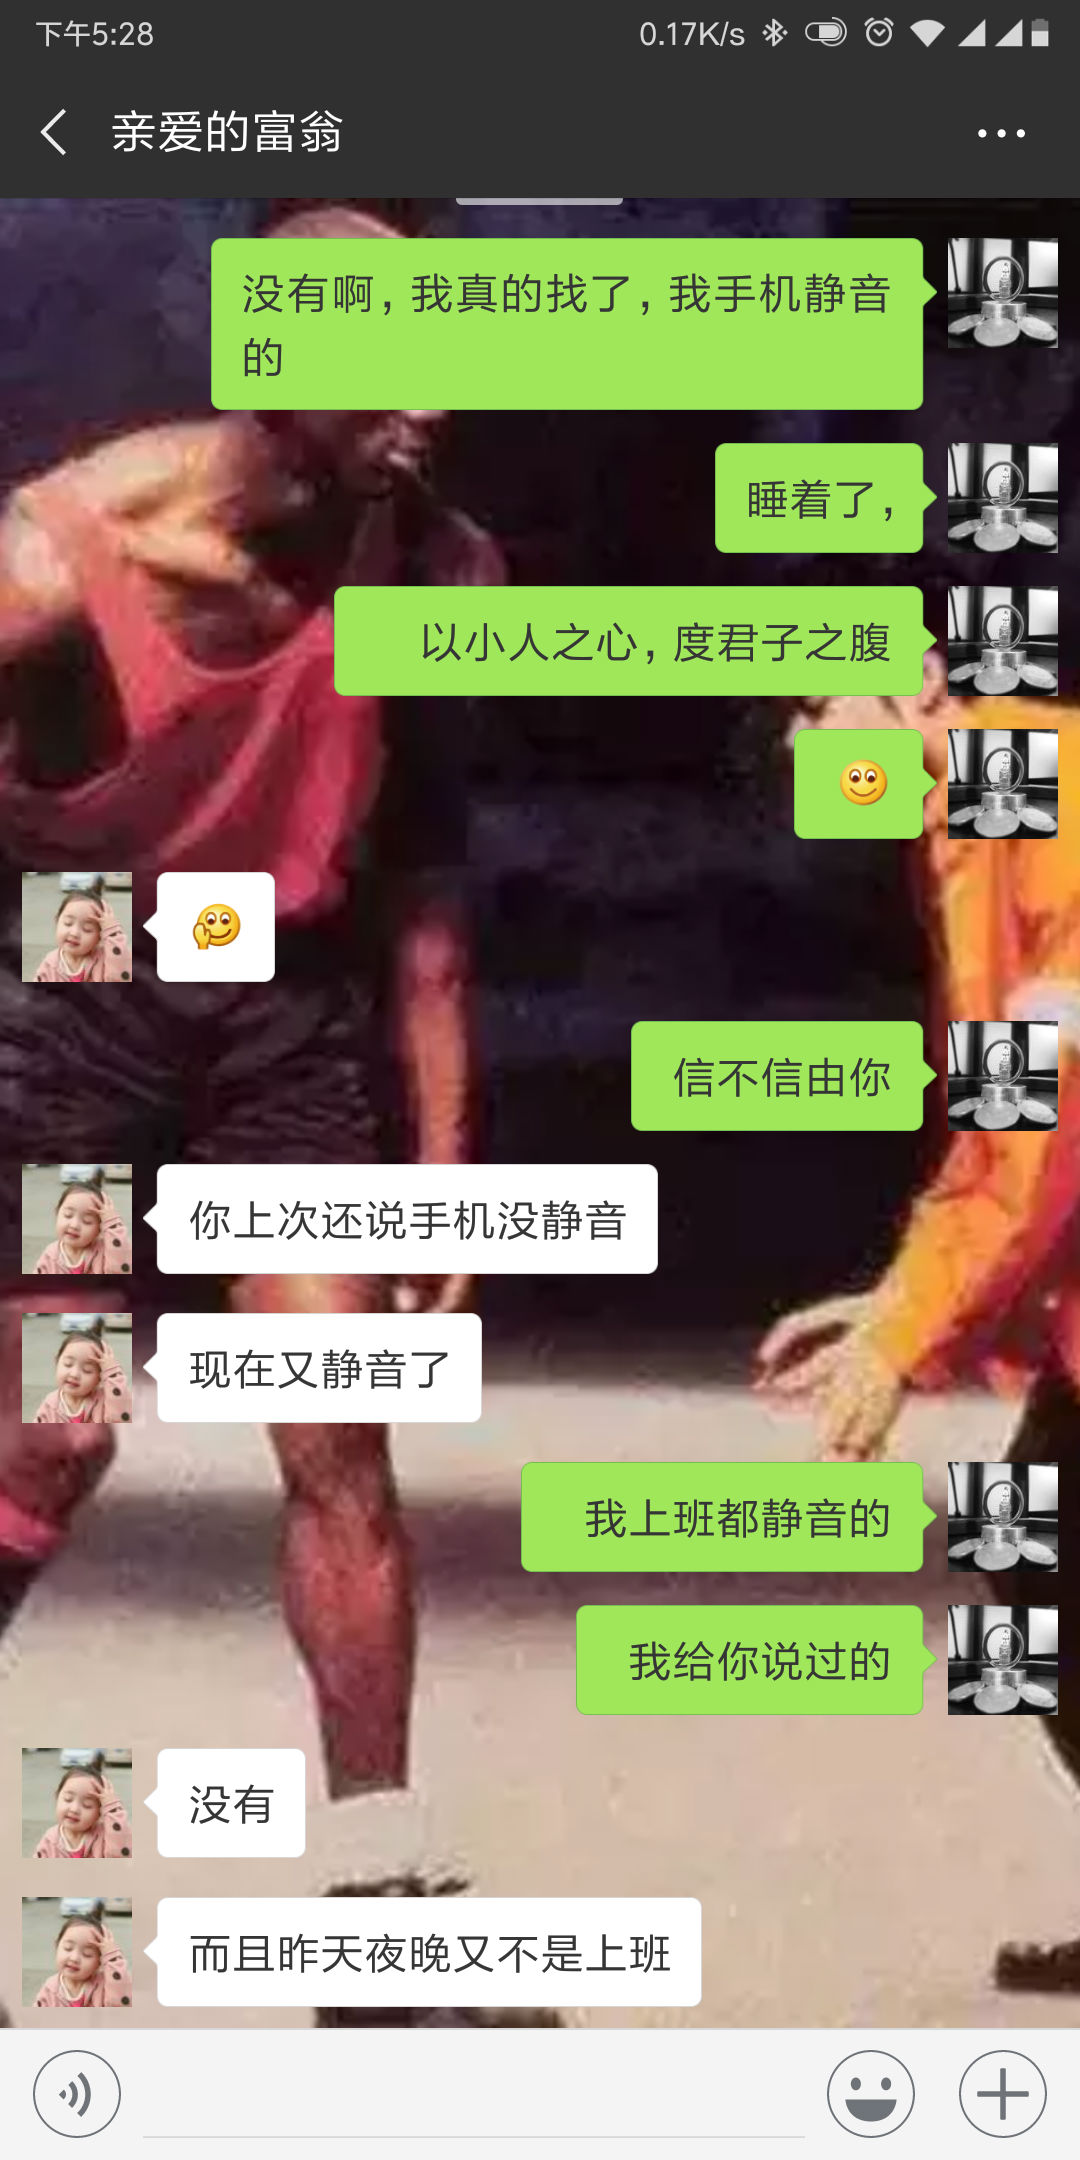 下午5:28
0.17K/s
亲爱的富翁
没有啊，我真的找了，我手机静音
的
睡着了，
以小人之心，度君子之腹
信不信由你
你上次还说手机没静音
现在又静音了
我上班都静音的
我给你说过的
没有
而且昨天夜晚又不是上班